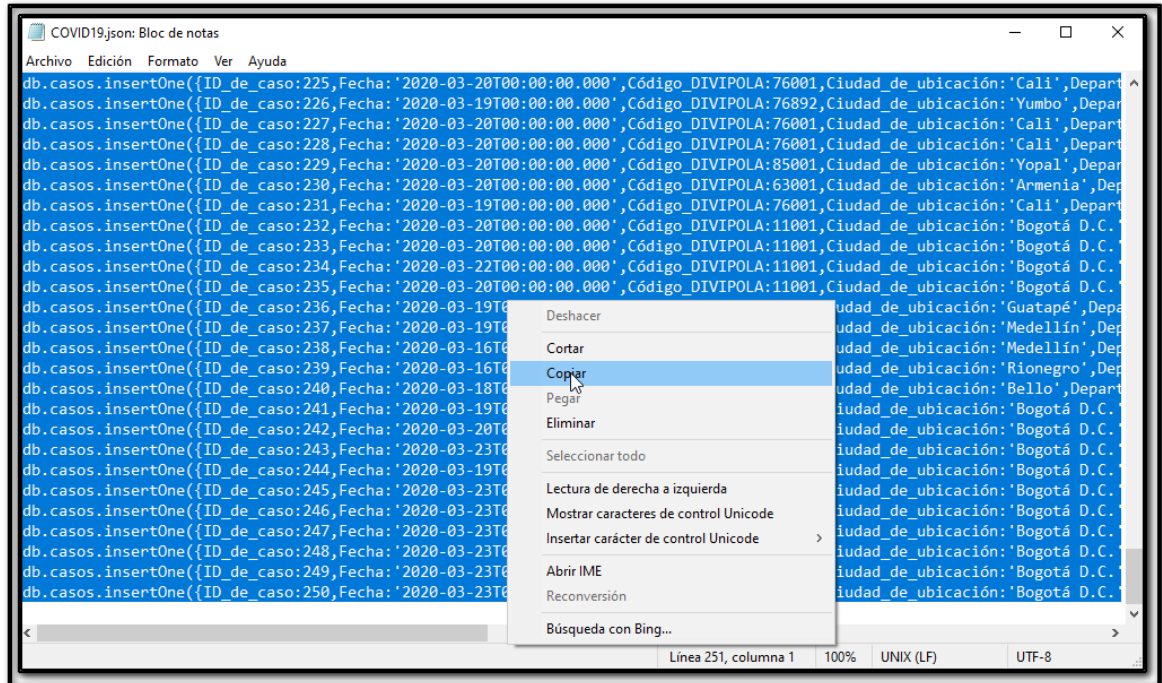 COVID19.json: Bloc de notas
Archivo Edición Formato Ver Ayuda
db.casos.insertOne({ID_de_caso:225,Fecha:'2020-03-20T00:00:00.000',Código_DIVIPOLA:76001,Ciudad_de_ubicación:'Cali',Depart
db.casos.insertOne({ID_de_caso:226,Fecha:'2020-03-19T00:00:00.000',Código_DIVIPOLA:76892,Ciudad_de_ubicación:'Yumbo',Depar
db.casos.insertOne({ID_de_caso:227,Fecha:'2020-03-20T00:00:00.000',Código_DIVIPOLA:76001,Ciudad_de_ubicación:'Cali',Depart
db.casos.insertOne({ID_de_caso:228,Fecha:'2020-03-20T00:00:00.000',Código_DIVIPOLA:76001,Ciudad_de_ubicación:'Cali',Depart
db.casos.insertOne({ID_de_caso:229,Fecha:'2020-03-20T00:00:00.000',Código_DIVIPOLA:85001,Ciudad_de_ubicación:'Yopal',Depar
db.casos.insertOne({ID_de_caso:230,Fecha:'2020-03-20T00:00:00.000',Código_DIVIPOLA:63001,Ciudad_de_ubicación:'Armenia',Dep
db.casos.insertOne({ID_de_caso:231,Fecha:'2020-03-19T00:00:00.000',Código_DIVIPOLA:76001,Ciudad_de_ubicación:'Cali',Depart
db.casos.insertOne({ID_de_caso:232,Fecha:'2020-03-20T00:00:00.000',Código_DIVIPOLA:11001,Ciudad_de_ubicación:'Bogotá D.C.'
db.casos.insertOne({ID_de_caso:233,Fecha:'2020-03-20T00:00:00.000',Código_DIVIPOLA:11001,Ciudad_de_ubicación:'Bogotá D.C.'
db.casos.insertOne({ID_de_caso:234,Fecha:'2020-03-22T00:00:00.000',Código_DIVIPOLA:11001,Ciudad_de_ubicación:'Bogotá D.C.'
db.casos.insertOne({ID_de_caso:235,Fecha:'2020-03-20T00:00:00.000',Código_DIVIPOLA:11001,Ciudad_de_ubicación:'Bogotá D.C.'
db.casos.insertOne({ID_de_caso:236,Fecha:'2020-03-19T0 iudad_de_ubicación:'Guatapé',Depa
db.casos.insertOne({ID_de_caso:237,Fecha:'2020-03-19T0 udad_de_ubicación:'Medellín',Dep
db.casos.insertOne({ID_de_caso:238,Fecha:'2020-03-16T0 udad_de_ubicación:'Medellín',Dep
db.casos.insertOne({ID_de_caso:239,Fecha:'2020-03-16T0 udad_de_ubicación:'Rionegro',Dep
db.casos.insertOne({ID_de_caso:240,Fecha:'2020-03-18T0 udad_de_ubicación:'Bello',Depart
db.casos.insertOne({ID_de_caso:241,Fecha:'2020-03-19T0 iudad_de_ubicación:'Bogotá D.C.'
db.casos.insertOne({ID_de_caso:242,Fecha:'2020-03-20T0 iudad_de_ubicación:'Bogotá D.C.'
db.casos.insertOne({ID_de_caso:243,Fecha:'2020-03-23T0 iudad_de_ubicación:'Bogotá D.C.'
db.casos.insertOne({ID_de_caso:244,Fecha:'2020-03-19T0 iudad_de_ubicación:'Bogotá D.C.'
db.casos.insertOne({ID_de_caso:245,Fecha:'2020-03-23T0 iudad_de_ubicación:'Bogotá D.C.'
db.casos.insertOne({ID_de_caso:246,Fecha:'2020-03-23T0 iudad_de_ubicación:'Bogotá D.C.'
db.casos.insertOne({ID_de_caso:247,Fecha:'2020-03-23T0 iudad_de_ubicación:'Bogotá D.C.'
db.casos.insertOne({ID_de_caso:248,Fecha:'2020-03-23T0 iudad_de_ubicación:'Bogotá D.C.'
db.casos.insertOne({ID_de_caso:249,Fecha:'2020-03-23T0 iudad_de_ubicación:'Bogotá D.C.'
db.casos.insertOne({ID_de_caso:250,Fecha:'2020-03-23T0 iudad_de_ubicación:'Bogotá D.C.'
Deshacer
Cortar
Copiar
Pegar
Eliminar
Seleccionar todo
Lectura de derecha a izquierda
Mostrar caracteres de control Unicode
Insertar carácter de control Unicode
Abrir IME
Reconversión
Búsqueda con Bing...
Línea 251, columna 1 100% UNIX (LF) UTF-8